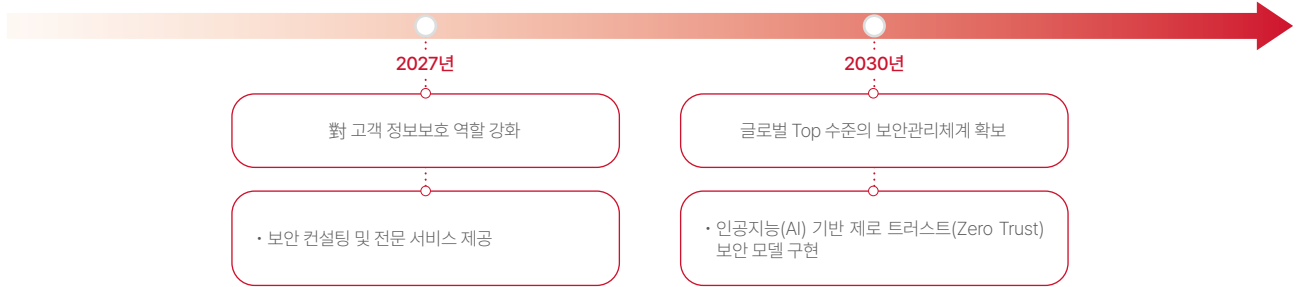 2027년
對 고객 정보보호 역할 강화
• 보안 컨설팅 및 전문 서비스 제공
2030년
글로벌 Top 수준의 보안관리체계 확보
• 인공지능(AI) 기반 제로 트러스트(Zero Trust)
보안 모델 구현